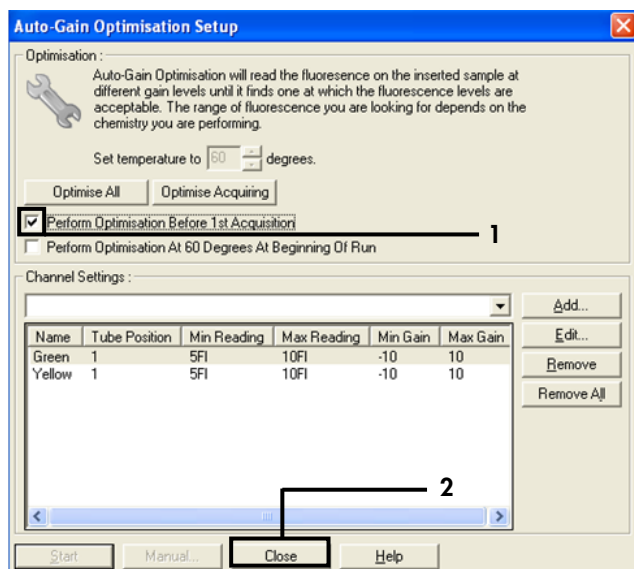 Auto-Gain Optimisation Setup
Optimisation :
Auto-Gain Optimisation will read the fluoresence on the inserted sample at
different gain levels until it finds one at which the fluorescence levels are
acceptable. The range of fluorescence you are looking for depends on the
chemistry you are performing.
Set temperature to 60 degrees.
Optimise All Optimise Acquiring
Perform Optimisation Before 1st Acquisition 1
Perform Optimisation At 60 Degrees At Beginning Of Run
Channel Settings :
Add...
Name Tube Position Min Reading Max Reading Min Gain Max Gain Edit...
Green 1 5Fl 10Fl -10 10
Yellow 1 5Fl 10Fl -10 10
Remove
Remove All
2
Start Manual... Close Help